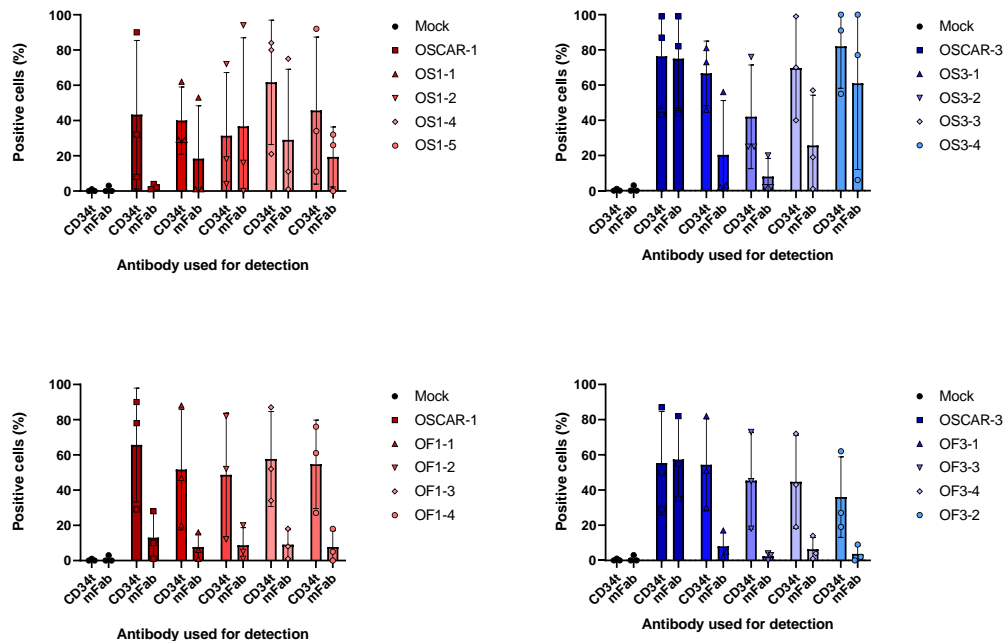 Positive cells (%)
100
80
60
40
20
0
CD34t
mFab
CD34t
mFab
CD34t
mFab
CD34t
mFab
CD34t
mFab
CD34t
mFab
Antibody used for detection
Mock
OSCAR-1
OS1-1
OS1-2
OS1-4
OS1-5
Positive cells (%)
100
80
60
40
20
0
CD34t
mFab
CD34t
mFab
CD34t
mFab
CD34t
mFab
CD34t
mFab
CD34t
mFab
Antibody used for detection
Mock
OSCAR-3
OS3-1
OS3-2
OS3-3
OS3-4
Positive cells (%)
100
80
60
40
20
0
CD34t
mFab
CD34t
mFab
CD34t
mFab
CD34t
mFab
CD34t
mFab
CD34t
mFab
Antibody used for detection
Mock
OSCAR-1
OF1-1
OF1-2
OF1-3
OF1-4
Positive cells (%)
100
80
60
40
20
0
CD34t
mFab
CD34t
mFab
CD34t
mFab
CD34t
mFab
CD34t
mFab
CD34t
mFab
Antibody used for detection
Mock
OSCAR-3
OF3-1
OF3-3
OF3-4
OF3-2